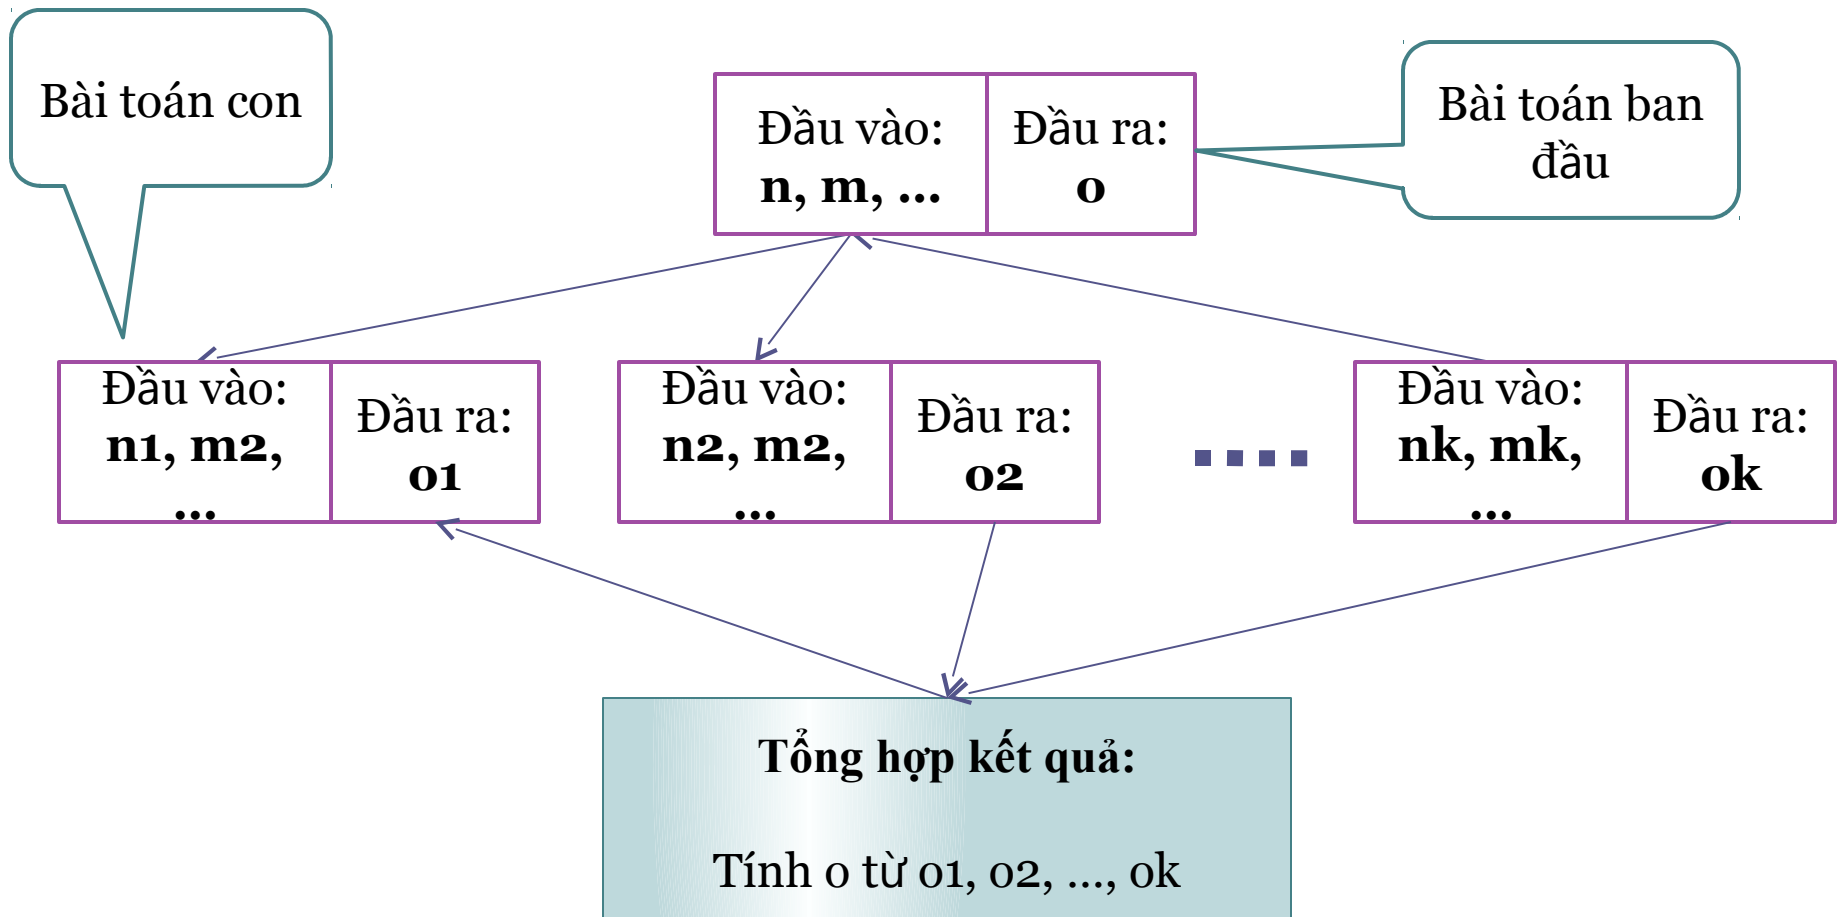 Bài toán con
Đầu vào:
n, m, ...
Đầu ra:
o
Bài toán ban
đầu
Đầu vào:
n1, m2,
...
Đầu ra:
o1
Đầu vào:
n2, m2,
...
Đầu ra:
o2
Đầu vào:
nk, mk,
...
Đầu ra:
ok
Tổng hợp kết quả:
Tính o từ o1, o2, ..., ok